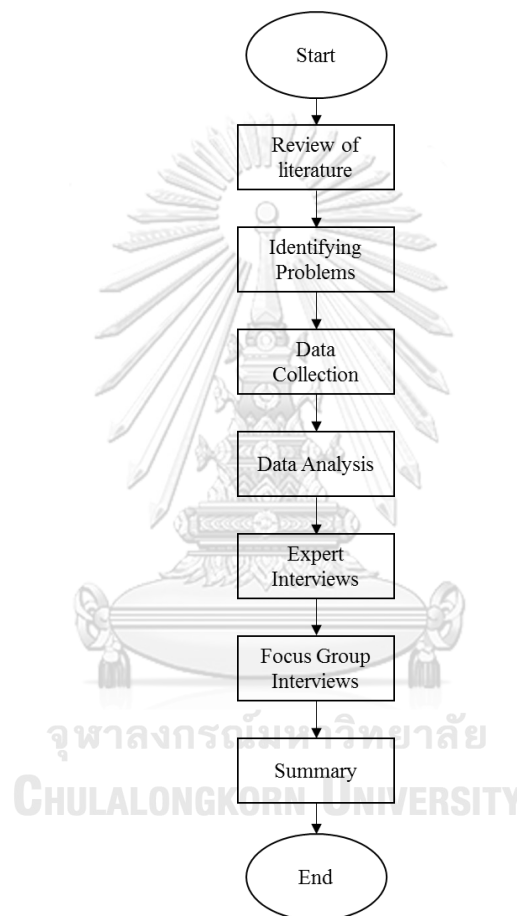 Start
Review of
literature
Identifying
Problems
Data
Collection
Data Analysis
Expert
Interviews
Focus Group
Interviews
จุฬาลงกรณ์มหาวิทยาลัย
Summary
CHULALONGKORN UNIVERSITY
End